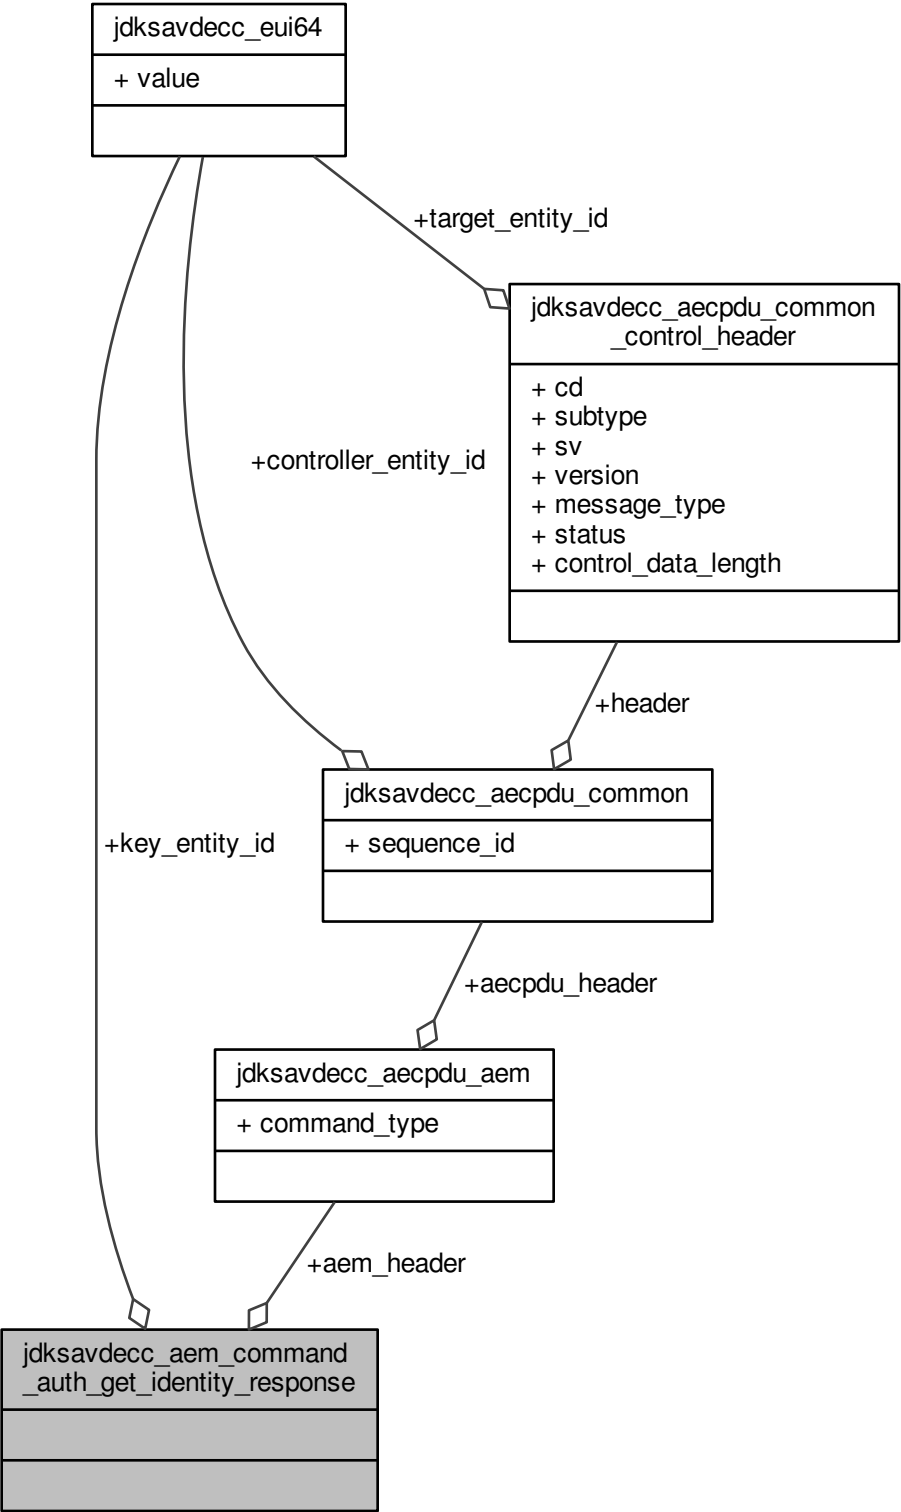 jdksavdecc_eui64
+ value
+target_entity_id
jdksavdecc_aecpdu_common
_control_header
+ cd
+ subtype
+ sv
+ version
+ message_type
+ status
+ control_data_length
+controller_entity_id
+header
jdksavdecc_aecpdu_common
+ sequence_id
+key_entity_id
+aecpdu_header
jdksavdecc_aecpdu_aem
+ command_type
+aem_header
jdksavdecc_aem_command
_auth_get_identity_response